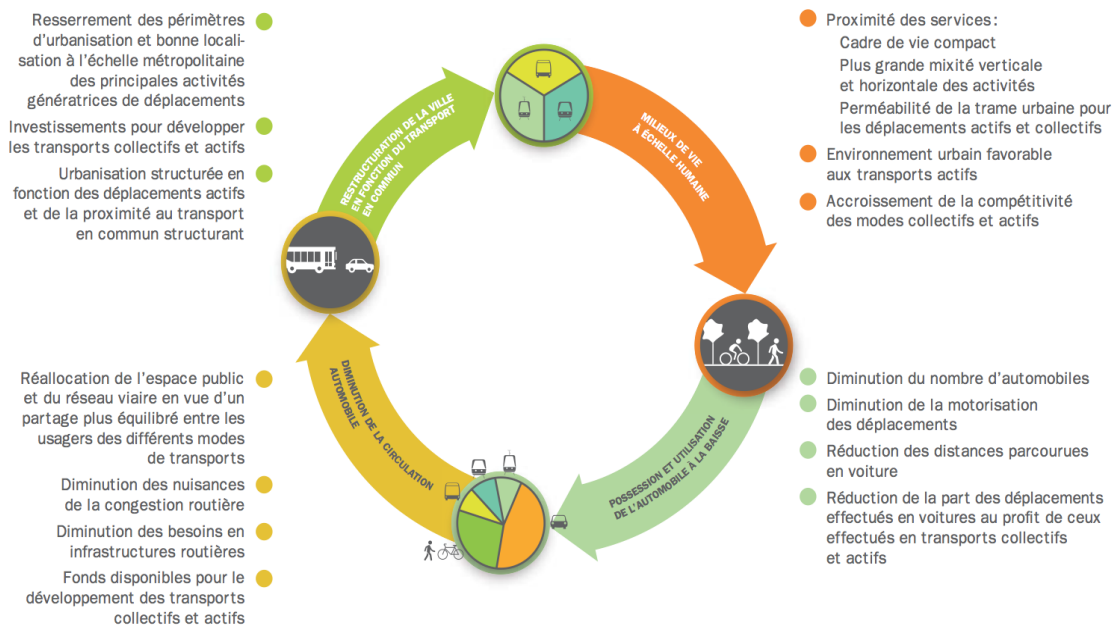 Resserrement des périmètres
d'urbanisation et bonne locali-
sation à l'échelle métropolitaine
des principales activités
génératrices de déplacements
Investissements pour développer
les transports collectifs et actifs
Urbanisation structurée en
fonction des déplacements actifs
et de la proximité au transport
en commun structurant
RESTRUCTURATION DE LA VILLE
EN FONCTION DU TRANSPORT
EN COMMUN
MILIEUX DE VIE
À ÉCHELLE HUMAINE
Proximité des services :
Cadre de vie compact
Plus grande mixité verticale
et horizontale des activités
Perméabilité de la trame urbaine pour
les déplacements actifs et collectifs
Environnement urbain favorable
aux transports actifs
Accroissement de la compétitivité
des modes collectifs et actifs
Réallocation de l'espace public
et du réseau viaire en vue d'un
partage plus équilibré entre les
usagers des différents modes
de transports
Diminution des nuisances
de la congestion routière
Diminution des besoins en
infrastructures routières
Fonds disponibles pour le
développement des transports
collectifs et actifs
DIMINUTION DE LA CIRCULATION
AUTOMOBILE
POSSESSION ET UTILISATION
DE L'AUTOMOBILE À LA BAISSE
Diminution du nombre d'automobiles
Diminution de la motorisation
des déplacements
Réduction des distances parcourues
en voiture
Réduction de la part des déplacements
effectués en voitures au profit de ceux
effectués en transports collectifs
et actifs